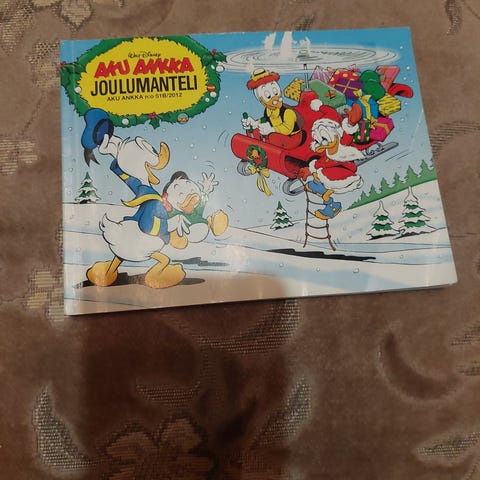 Walt Disney
AKU ANKKA
JOULUMANTELI
AKU ANKKA N:O 51B/2012